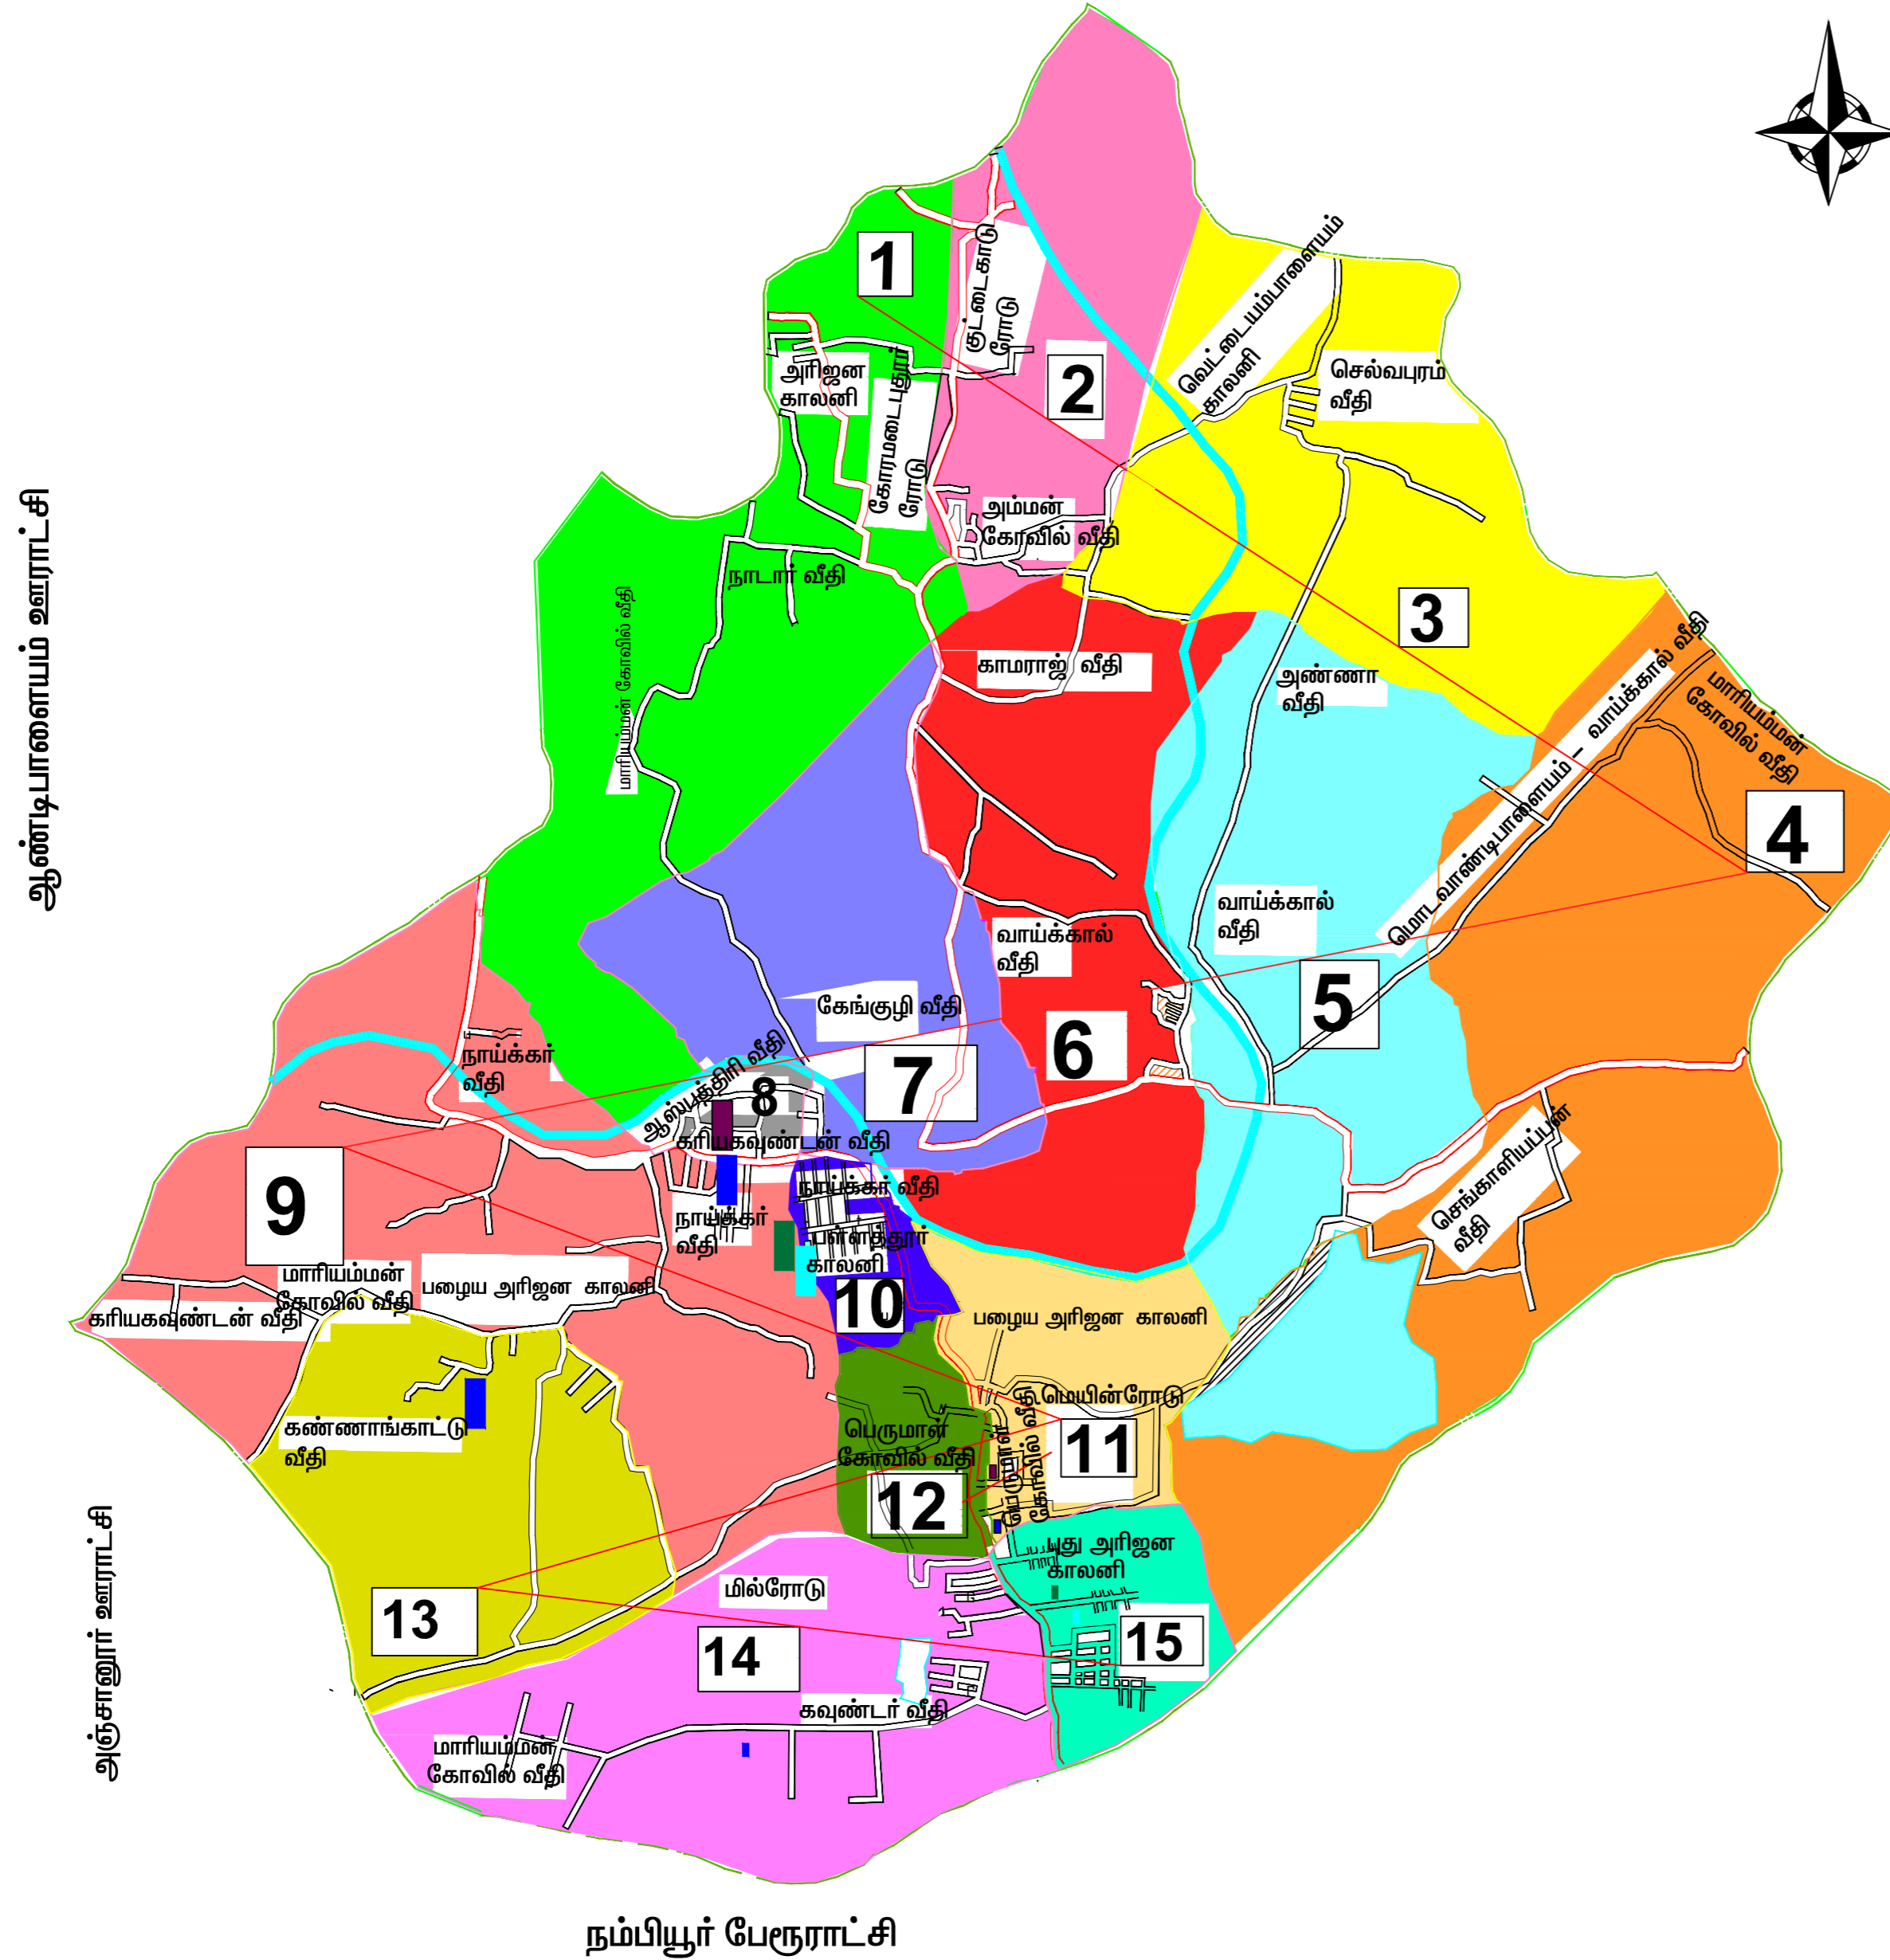 1
குட்டைகாடு
ரோடு
வெட்டையம்பாளையம்
காலனி
அரிஜன
காலனி
கோரமடைபுதூர்
ரோடு
2
செல்வபுரம்
வீதி
ஆண்டிபாளையம் ஊராட்சி
அம்மன்
கோவில் வீதி
நாடார் வீதி
3
மாரியம்மன் கோவில் வீதி
காமராஜ் வீதி
அண்ணா
வீதி
மொடவாண்டிபாளையம் – வாய்க்கால் வீதி
மாரியம்மன்
கோவில் வீதி
4
வாய்க்கால்
வீதி
வாய்க்கால்
வீதி
கேங்குழி வீதி
5
6
நாய்க்கர்
வீதி
ஆஸ்பத்திரி வீதி
7
8
கரியகவுண்டன் வீதி
செங்காளியப்பன்
வீதி
9
நாய்க்கர் வீதி
நாய்க்கர்
வீதி
பள்ளத்தூர்
காலனி
மாரியம்மன்
கோவில் வீதி
பழைய அரிஜன காலனி
10
கரியகவுண்டன் வீதி
பழைய அரிஜன காலனி
மெயின்ரோடு
கண்ணாங்காட்டு
வீதி
பெருமாள்
கோவில் வீதி
பெருமாள்
கோவில் வீதி
11
12
அஞ்சானூர் ஊராட்சி
புது அரிஜன
காலனி
மில்ரோடு
13
14
15
கவுண்டர் வீதி
மாரியம்மன்
கோவில் வீதி
நம்பியூர் பேரூராட்சி